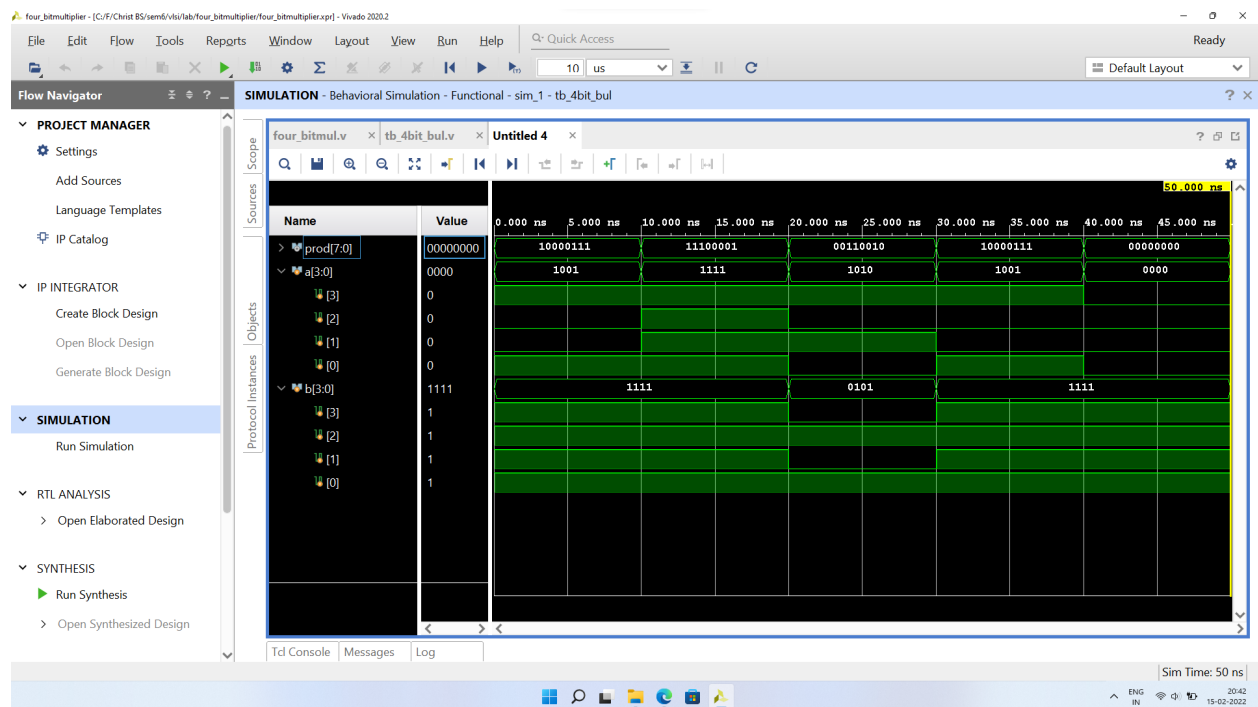 four_bitmultiplier - [C:/F/Christ BS/sem6/vlsi/lab/four_bitmultiplier/four_bitmultiplier.xpr] - Vivado 2020.2
File Edit Flow Tools Reports Window Layout View Run Help Quick Access Ready
10 us Default Layout
Flow Navigator SIMULATION - Behavioral Simulation - Functional - sim_1 - tb_4bit_bul
PROJECT MANAGER
Settings
Add Sources
Language Templates
IP Catalog
IP INTEGRATOR
Create Block Design
Open Block Design
Generate Block Design
SIMULATION
Run Simulation
RTL ANALYSIS
Open Elaborated Design
SYNTHESIS
Run Synthesis
Open Synthesized Design
Scope
Sources
Objects
Protocol Instances
four_bitmul.v tb_4bit_bul.v Untitled 4
50.000 ns
Name Value 0.000 ns 5.000 ns 10.000 ns 15.000 ns 20.000 ns 25.000 ns 30.000 ns 35.000 ns 40.000 ns 45.000 ns
prod[7:0] 00000000 10000111 11100001 00110010 10000111 00000000
a[3:0] 0000 1001 1111 1010 1001 0000
[3] 0
[2] 0
[1] 0
[0] 0
b[3:0] 1111 1111 0101 1111
[3] 1
[2] 1
[1] 1
[0] 1
Tcl Console Messages Log
Sim Time: 50 ns
ENG 20:42
IN 15-02-2022